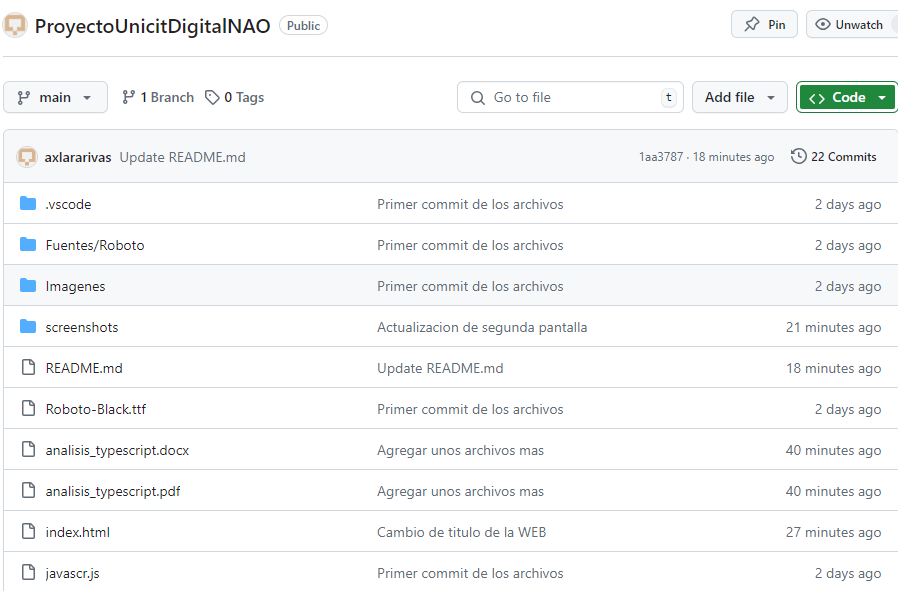 ProyectoUnicitDigitalNAO Public Pin Unwatch
main 1 Branch 0 Tags Go to file t Add file Code
axlararivas Update README.md 1aa3787 · 18 minutes ago 22 Commits
.vscode Primer commit de los archivos 2 days ago
Fuentes/Roboto Primer commit de los archivos 2 days ago
Imagenes Primer commit de los archivos 2 days ago
screenshots Actualizacion de segunda pantalla 21 minutes ago
README.md Update README.md 18 minutes ago
Roboto-Black.ttf Primer commit de los archivos 2 days ago
analisis_typescript.docx Agregar unos archivos mas 40 minutes ago
analisis_typescript.pdf Agregar unos archivos mas 40 minutes ago
index.html Cambio de titulo de la WEB 27 minutes ago
javascr.js Primer commit de los archivos 2 days ago